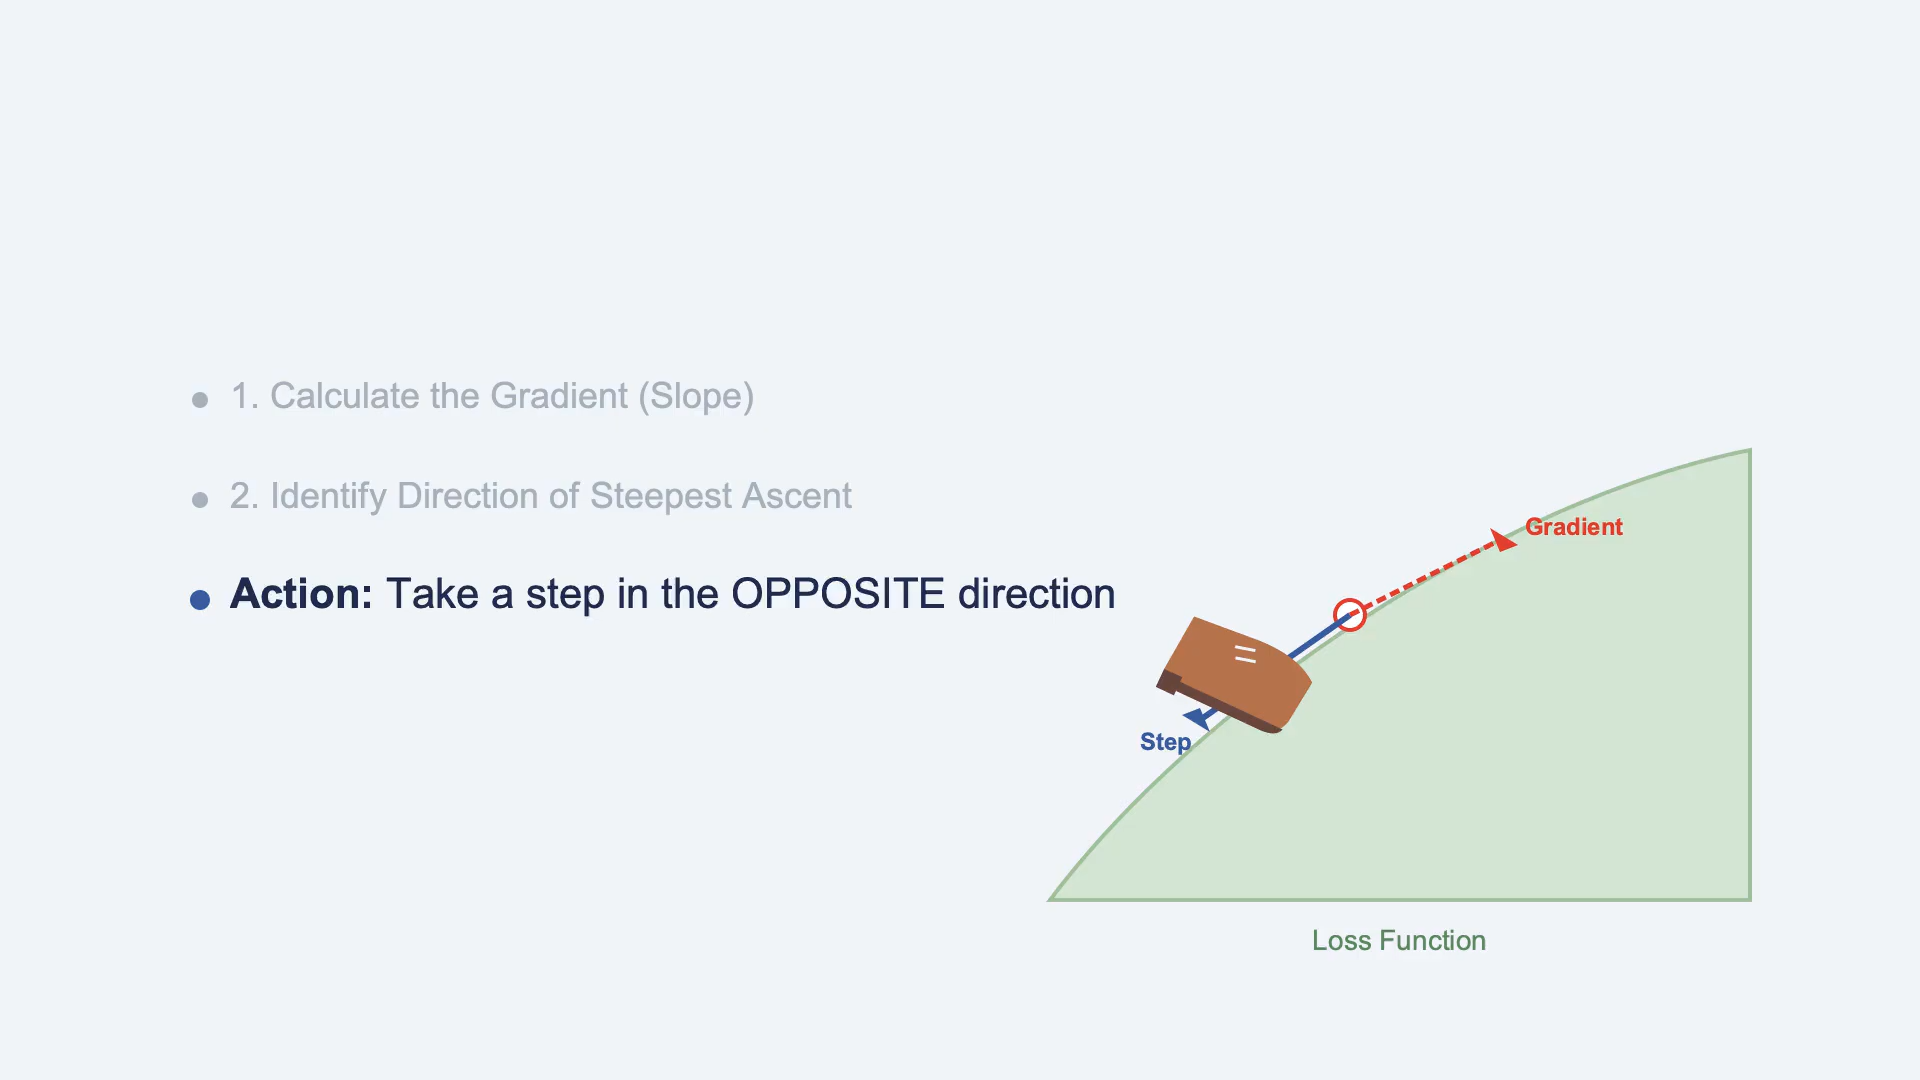 1. Calculate the Gradient (Slope)
2. Identify Direction of Steepest Ascent
Action: Take a step in the OPPOSITE direction
Gradient
Step
Loss Function